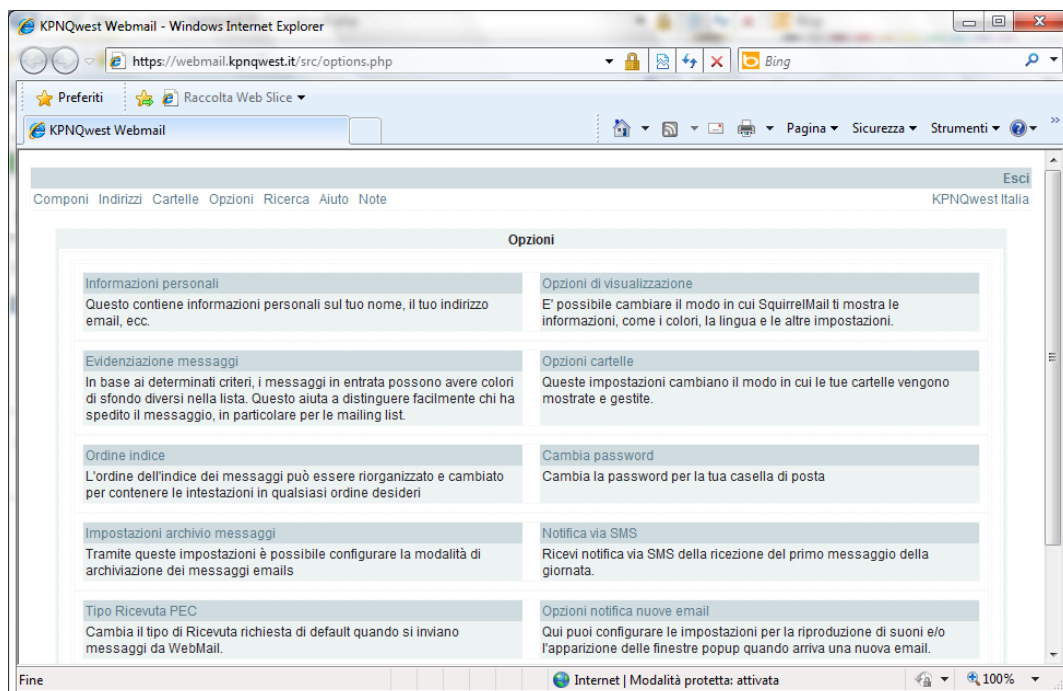 KPNQwest Webmail - Windows Internet Explorer
https://webmail.kpnqwest.it/src/options.php
Bing
Preferiti
Raccolta Web Slice
KPNQwest Webmail
Pagina
Sicurezza
Strumenti
»
Esci
Componi Indirizzi Cartelle Opzioni Ricerca Aiuto Note
KPNQwest Italia
Opzioni
Informazioni personali
Questo contiene informazioni personali sul tuo nome, il tuo indirizzo
email, ecc.
Opzioni di visualizzazione
E' possibile cambiare il modo in cui SquirrelMail ti mostra le
informazioni, come i colori, la lingua e le altre impostazioni.
Evidenziazione messaggi
In base ai determinati criteri, i messaggi in entrata possono avere colori
di sfondo diversi nella lista. Questo aiuta a distinguere facilmente chi ha
spedito il messaggio, in particolare per le mailing list.
Opzioni cartelle
Queste impostazioni cambiano il modo in cui le tue cartelle vengono
mostrate e gestite.
Ordine indice
L'ordine dell'indice dei messaggi può essere riorganizzato e cambiato
per contenere le intestazioni in qualsiasi ordine desideri
Cambia password
Cambia la password per la tua casella di posta
Impostazioni archivio messaggi
Tramite queste impostazioni è possibile configurare la modalità di
archiviazione dei messaggi emails
Notifica via SMS
Ricevi notifica via SMS della ricezione del primo messaggio della
giornata.
Tipo Ricevuta PEC
Cambia il tipo di Ricevuta richiesta di default quando si inviano
messaggi da WebMail.
Opzioni notifica nuove email
Qui puoi configurare le impostazioni per la riproduzione di suoni e/o
l'apparizione delle finestre popup quando arriva una nuova email.
Fine
Internet | Modalità protetta: attivata
100%